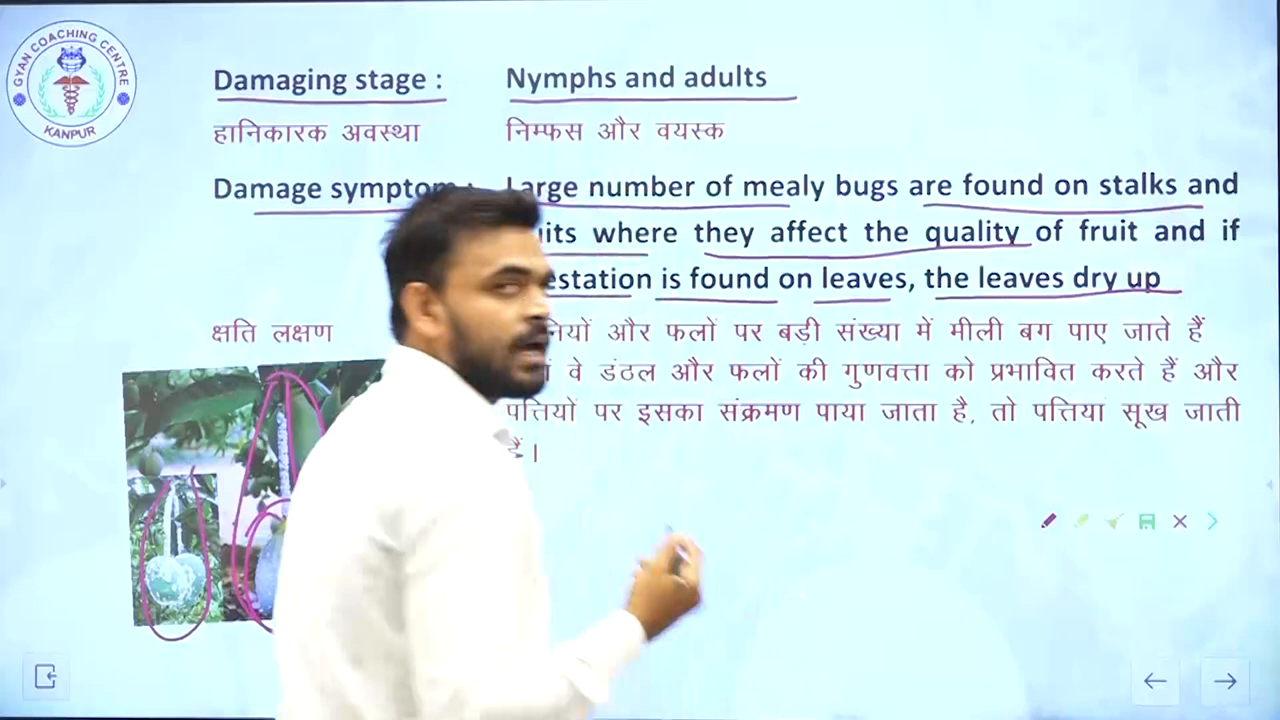 GYAN COACHING CENTRE
KANPUR
Damaging stage : Nymphs and adults
हानिकारक अवस्था निम्फस और वयस्क
Damage symptom : Large number of mealy bugs are found on stalks and
where they affect the quality of fruit and if
is found on leaves, the leaves dry up
क्षति लक्षण और फलों पर बड़ी संख्या में मीली बग पाए जाते हैं
वे डंठल और फलों की गुणवत्ता को प्रभावित करते हैं और
पत्तियों पर इसका संक्रमण पाया जाता है, तो पत्तियां सूख जाती
हैं।